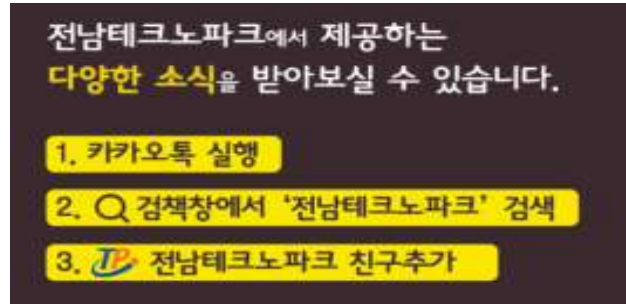 전남테크노파크에서 제공하는
다양한 소식을 받아보실 수 있습니다.
1. 카카오톡 실행
2. 검책창에서 '전남테크노파크' 검색
3. TP 전남테크노파크 친구추가